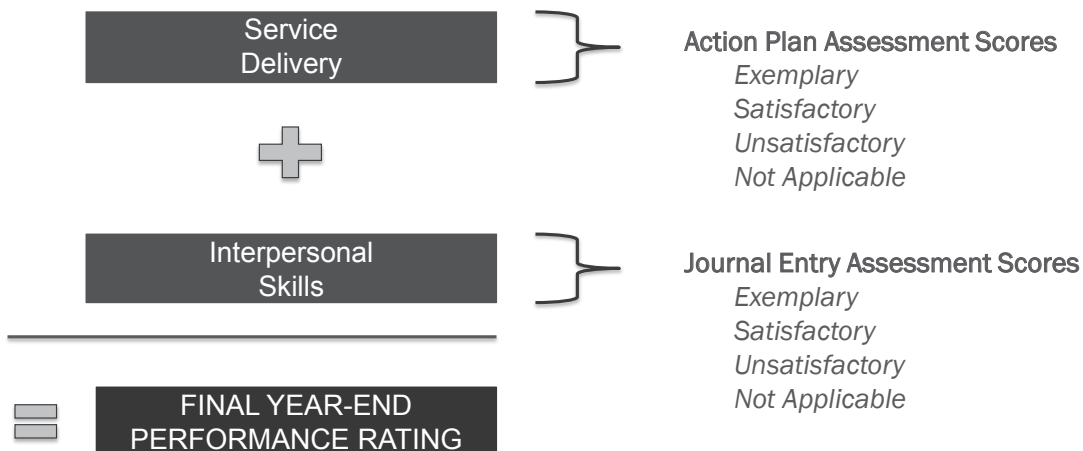 Service
Delivery
Action Plan Assessment Scores
Exemplary
Satisfactory
Unsatisfactory
Not Applicable
Interpersonal
Skills
Journal Entry Assessment Scores
Exemplary
Satisfactory
Unsatisfactory
Not Applicable
FINAL YEAR-END
PERFORMANCE RATING